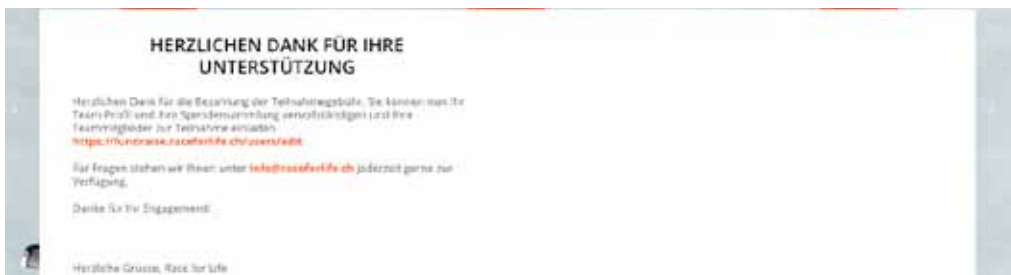 HERZLICHEN DANK FÜR IHRE
UNTERSTÜTZUNG
Herzlichen Dank für die Bezahlung der Teilnahmegebühr. Sie können nun Ihr
Team-Profil und Ihre Spendensammlung vervollständigen und Ihre
Teammitglieder zur Teilnahme einladen.
https://fundraise.raceforlife.ch/users/edit
Für Fragen stehen wir Ihnen unter info@raceforlife.ch jederzeit gerne zur
Verfügung.
Danke für Ihr Engagement!
Herzliche Grüsse, Race for Life